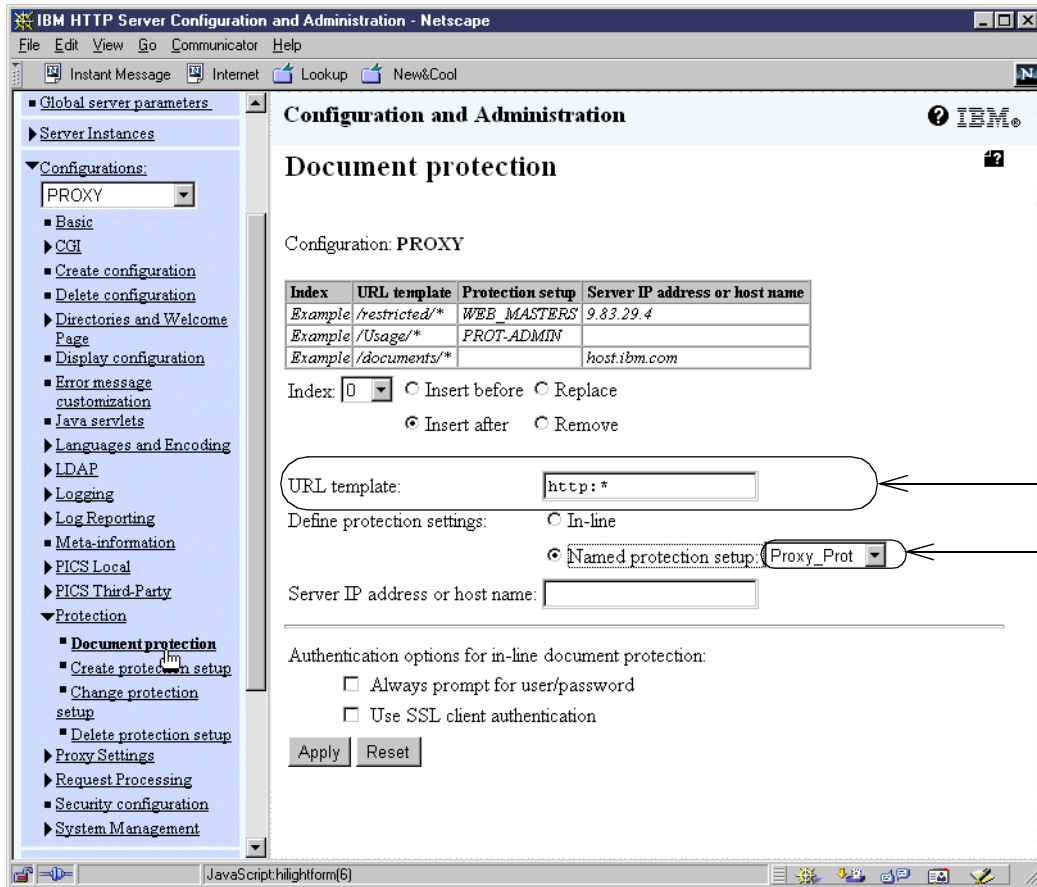 IBM HTTP Server Configuration and Administration - Netscape
File Edit View Go Communicator Help
Instant Message Internet Lookup New&Cool
N
Global server parameters
Server Instances
Configurations:
PROXY
Basic
CGI
Create configuration
Delete configuration
Directories and Welcome
Page
Display configuration
Error message
customization
Java servlets
Languages and Encoding
LDAP
Logging
Log Reporting
Meta-information
PICS Local
PICS Third-Party
Protection
Document protection
Create protection setup
Change protection
setup
Delete protection setup
Proxy Settings
Request Processing
Security configuration
System Management
Configuration and Administration
? IBM®
Document protection
?
Configuration: PROXY
Index URL template Protection setup Server IP address or host name
Example /restricted/* WEB_MASTERS 9.83.29.4
Example /Usage/* PROT-ADMIN
Example /documents/* host.ibm.com
Index: 0 Insert before Replace
Insert after Remove
URL template: http:*
Define protection settings: In-line
Named protection setup: Proxy_Prot
Server IP address or host name:
Authentication options for in-line document protection:
Always prompt for user/password
Use SSL client authentication
Apply Reset
JavaScript:hilightform(6)